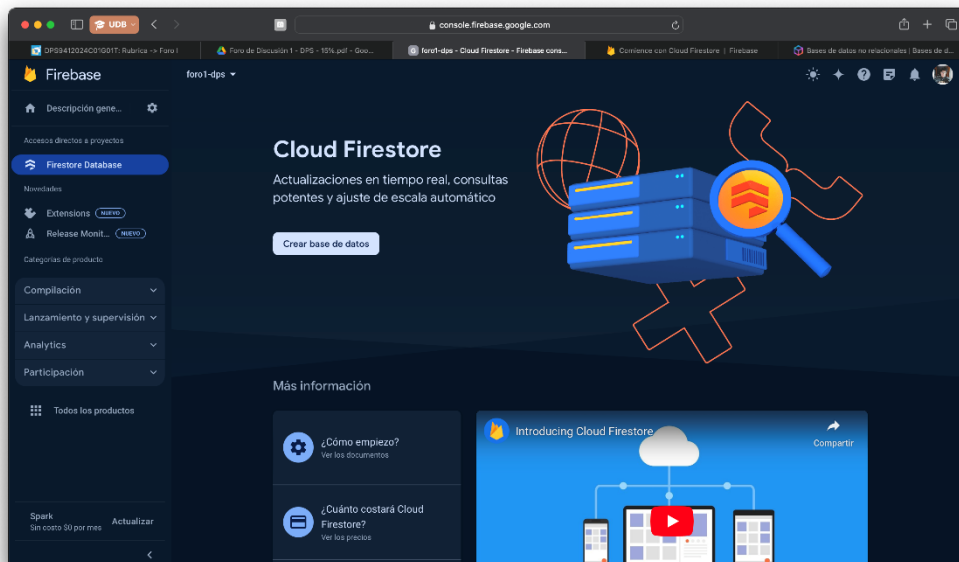 UDB
console.firebase.google.com
DPS9412024C01G01T: Rubrica -> Foro I
Foro de Discusión 1 - DPS - 15%.pdf - Goo...
foro1-dps - Cloud Firestore - Firebase cons...
Comience con Cloud Firestore | Firebase
Bases de datos no relacionales | Bases de d...
Firebase
foro1-dps
Descripción gene...
Accesos directos a proyectos
Firestore Database
Novedades
Extensions NUEVO
Release Monit... NUEVO
Categorías de producto
Compilación
Lanzamiento y supervisión
Analytics
Participación
Todos los productos
Spark
Sin costo $0 por mes
Actualizar
Cloud Firestore
Actualizaciones en tiempo real, consultas
potentes y ajuste de escala automático
Crear base de datos
Más información
¿Cómo empiezo?
Ver los documentos
¿Cuánto costará Cloud
Firestore?
Ver los precios
Introducing Cloud Firestore
Compartir